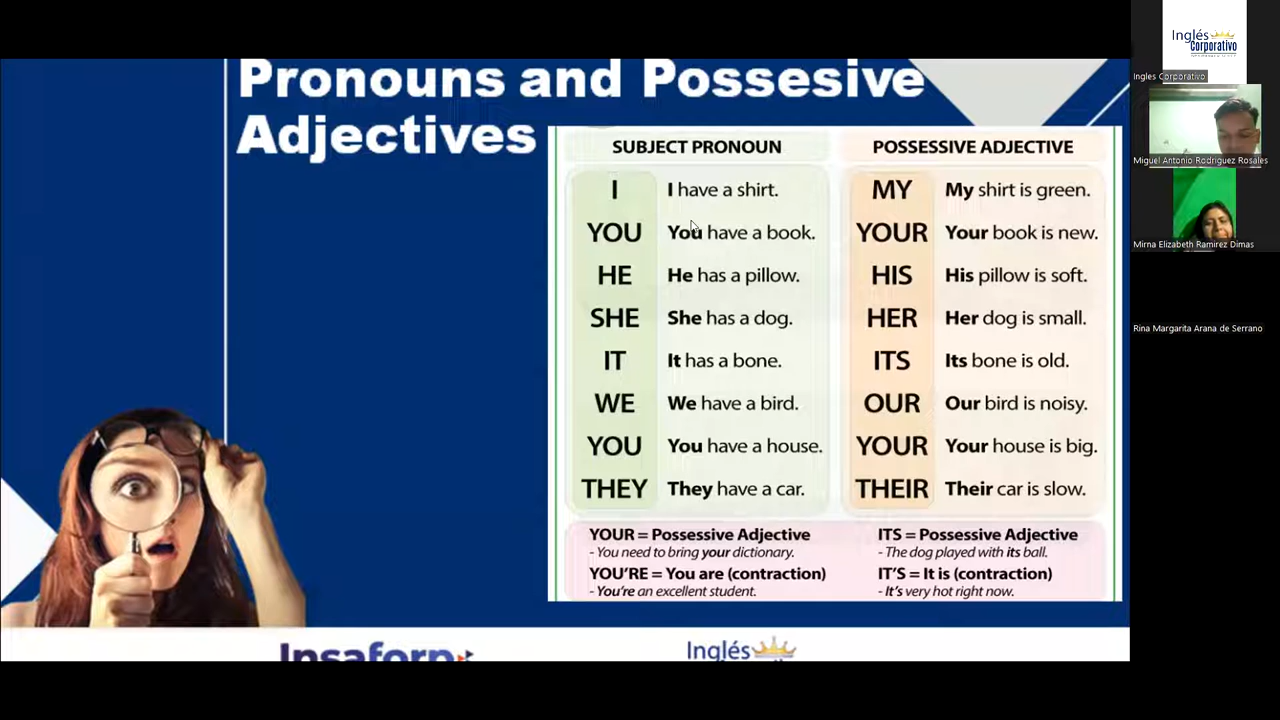 Pronouns and Possesive
Adjectives
SUBJECT PRONOUN
POSSESSIVE ADJECTIVE
I I have a shirt. MY My shirt is green.
YOU You have a book. YOUR Your book is new.
HE He has a pillow. HIS His pillow is soft.
SHE She has a dog. HER Her dog is small.
IT It has a bone. ITS Its bone is old.
WE We have a bird. OUR Our bird is noisy.
YOU You have a house. YOUR Your house is big.
THEY They have a car. THEIR Their car is slow.
YOUR = Possessive Adjective
- You need to bring your dictionary.
YOU'RE = You are (contraction)
- You're an excellent student.
ITS = Possessive Adjective
- The dog played with its ball.
IT'S = It is (contraction)
- It's very hot right now.
Insaforp
Inglés
Inglés
Corporativo
Ingles Corporativo
Miguel Antonio Rodriguez Rosales
Mirna Elizabeth Ramirez Dimas
Rina Margarita Arana de Serrano